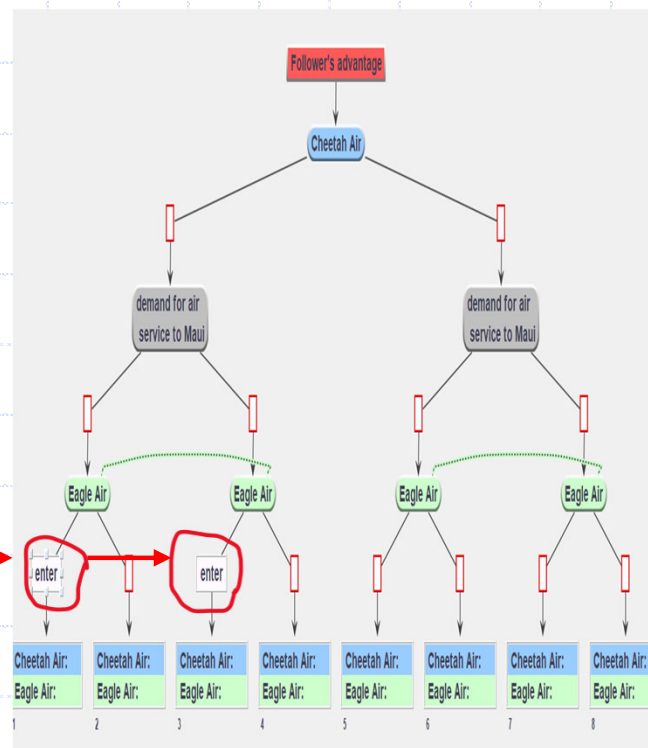 Follower's advantage
Cheetah Air
demand for air
service to Maui
demand for air
service to Maui
Eagle Air
Eagle Air
Eagle Air
Eagle Air
enter
enter
Cheetah Air:
Eagle Air:
Cheetah Air:
Eagle Air:
Cheetah Air:
Eagle Air:
Cheetah Air:
Eagle Air:
Cheetah Air:
Eagle Air:
Cheetah Air:
Eagle Air:
Cheetah Air:
Eagle Air:
Cheetah Air:
Eagle Air:
1 2 3 4 5 6 7 8